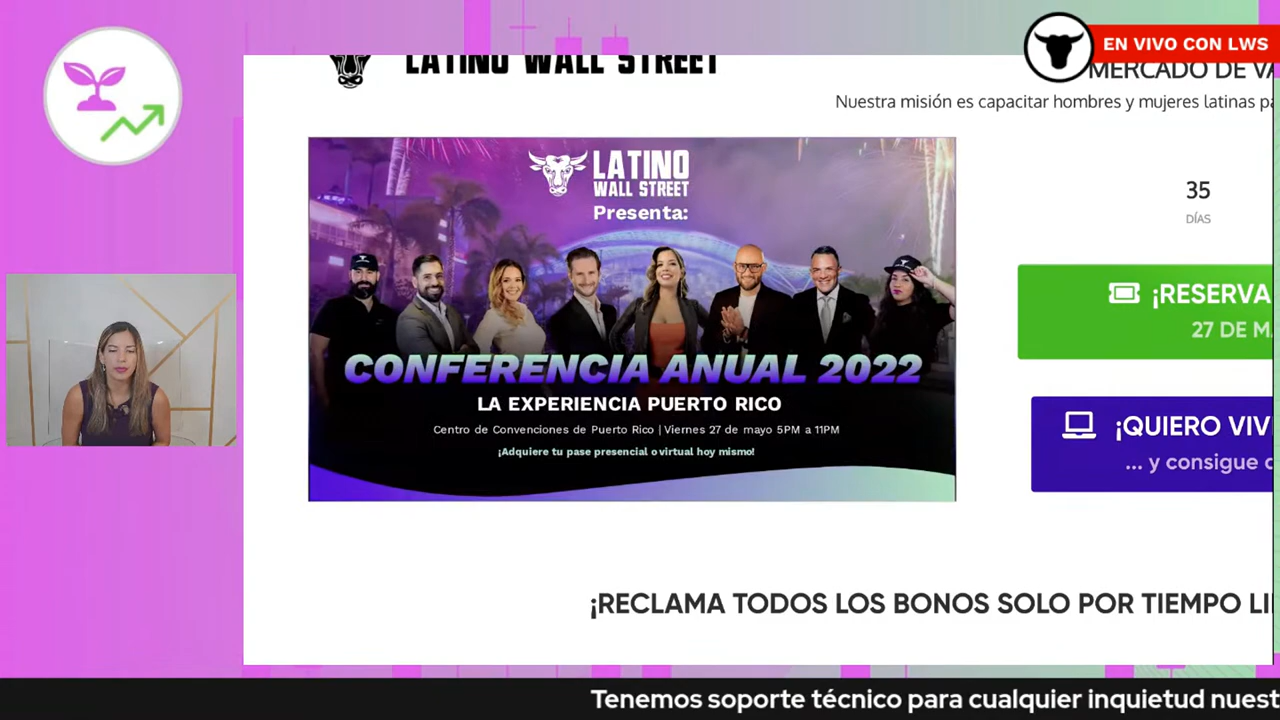 EN VIVO CON LWS
LATINO WALL STREET
MERCADO DE VA
Nuestra misión es capacitar hombres y mujeres latinas pa
LATINO
WALL STREET
Presenta:
CONFERENCIA ANUAL 2022
LA EXPERIENCIA PUERTO RICO
Centro de Convenciones de Puerto Rico | Viernes 27 de mayo 5PM a 11PM
¡Adquiere tu pase presencial o virtual hoy mismo!
35
DÍAS
¡RESERVA
27 DE M
¡QUIERO VIV
... y consigue
¡RECLAMA TODOS LOS BONOS SOLO POR TIEMPO LI
Tenemos soporte técnico para cualquier inquietud nuest